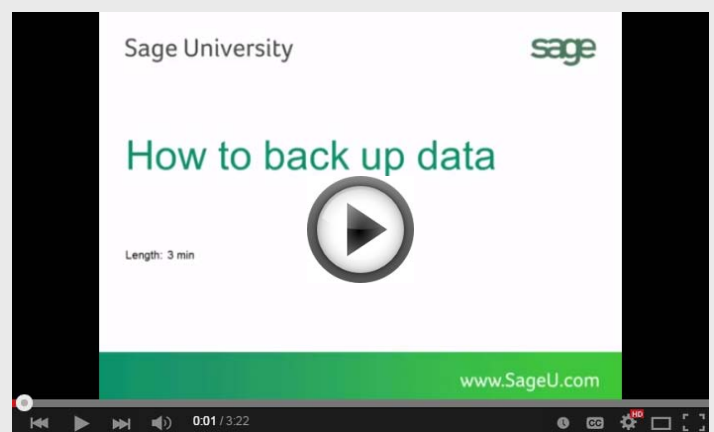 Sage University
sage
How to back up data
Length: 3 min
www.SageU.com
0:01 / 3:22
CC
HD